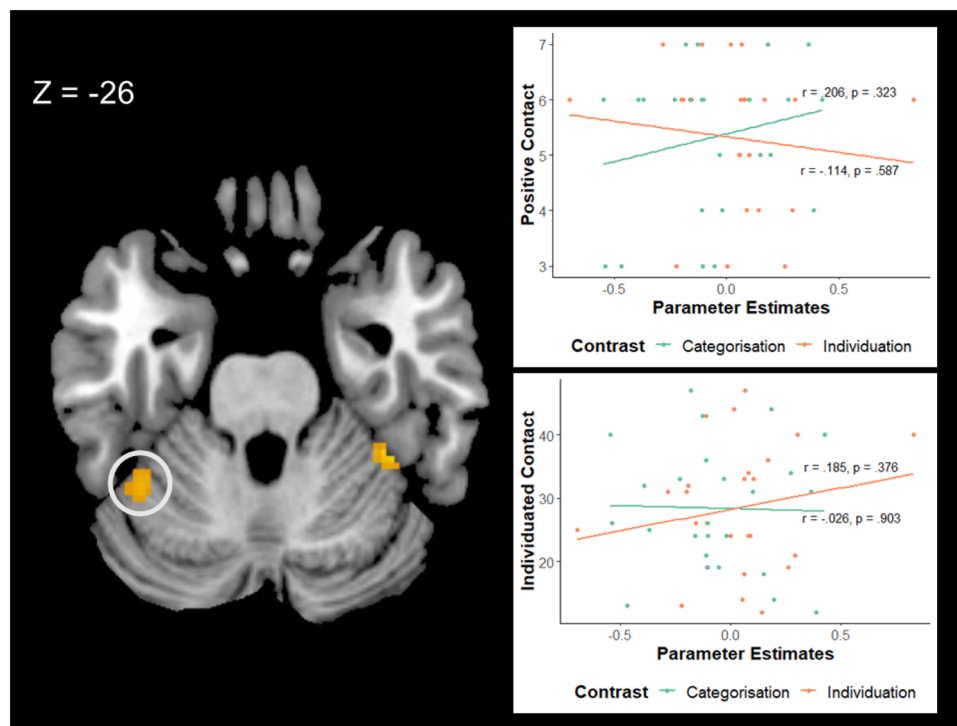 Z = -26
Positive Contact
7
6
5
4
3
r = .206, p = .323
r = -.114, p = .587
-0.5 0.0 0.5
Parameter Estimates
Contrast Categorisation Individuation
Individuated Contact
40
30
20
r = .185, p = .376
r = -.026, p = .903
-0.5 0.0 0.5
Parameter Estimates
Contrast Categorisation Individuation